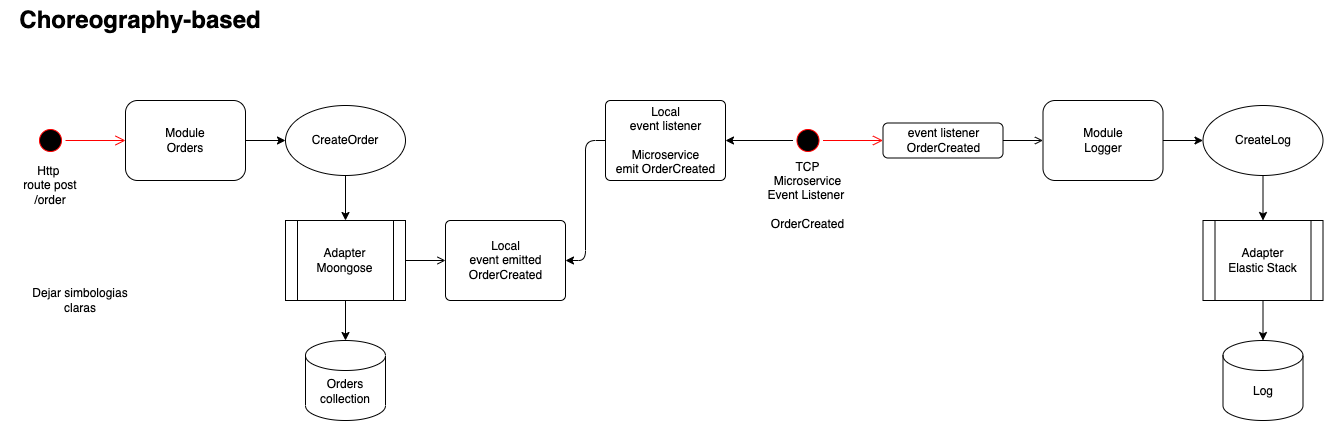 Choreography-based
Http
route post
/order
Module
Orders
CreateOrder
Adapter
Moongose
Orders
collection
Local
event emitted
OrderCreated
Local
event listener
Microservice
emit OrderCreated
TCP
Microservice
Event Listener
OrderCreated
event listener
OrderCreated
Module
Logger
CreateLog
Adapter
Elastic Stack
Log
Dejar simbologias
claras